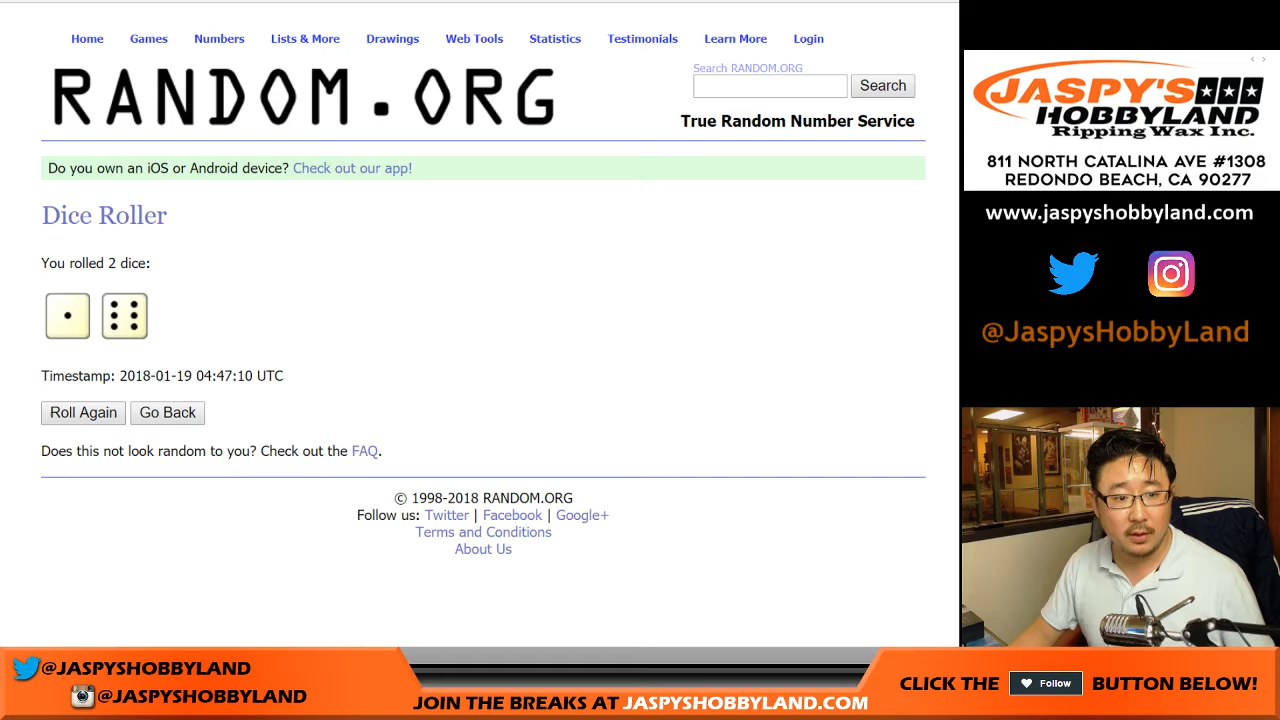 Home Games Numbers Lists & More Drawings Web Tools Statistics Testimonials Learn More Login
RANDOM.ORG
Search RANDOM.ORG
Search
True Random Number Service
Do you own an iOS or Android device? Check out our app!
Dice Roller
You rolled 2 dice:
Timestamp: 2018-01-19 04:47:10 UTC
Roll Again Go Back
Does this not look random to you? Check out the FAQ.
© 1998-2018 RANDOM.ORG
Follow us: Twitter | Facebook | Google+
Terms and Conditions
About Us
JASPY'S
HOBBYLAND
Ripping Wax Inc.
811 NORTH CATALINA AVE #1308
REDONDO BEACH, CA 90277
www.jaspyshobbyland.com
@JaspysHobbyLand
@JASPYSHOBBYLAND
@JASPYSHOBBYLAND
JOIN THE BREAKS AT JASPYSHOBBYLAND.COM
CLICK THE Follow BUTTON BELOW!